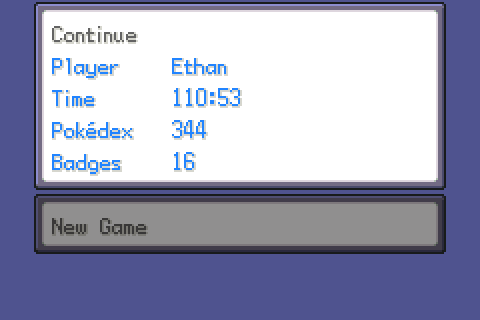 Continue
Player Ethan
Time 110:53
Pokédex 344
Badges 16
New Game